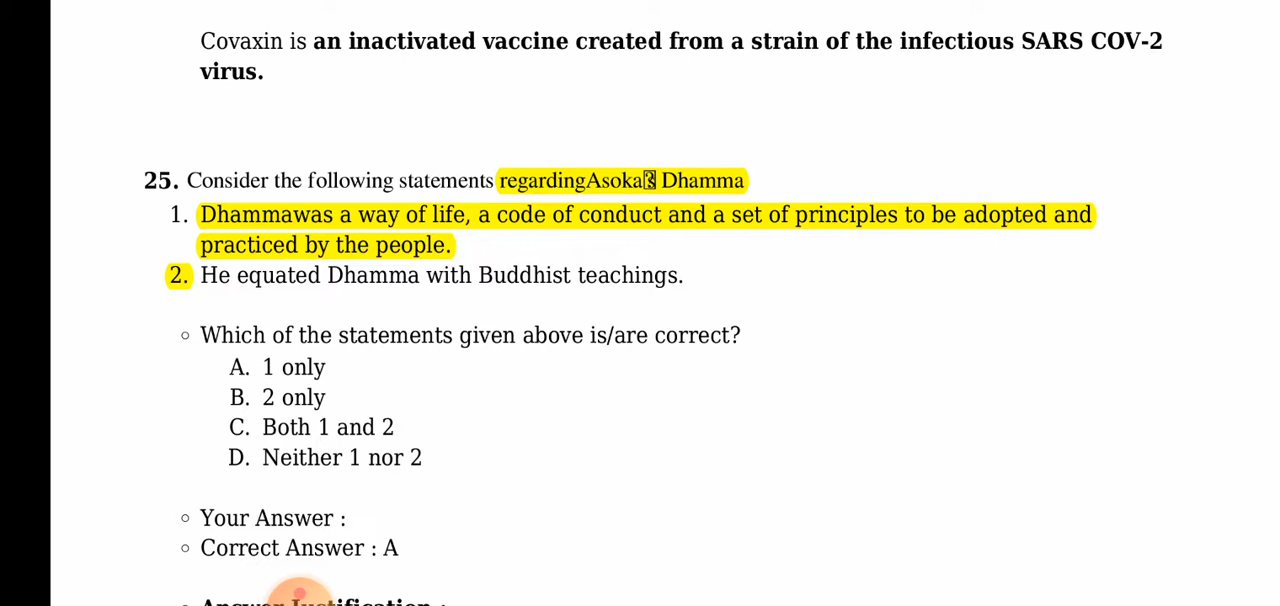 Covaxin is an inactivated vaccine created from a strain of the infectious SARS COV-2
virus.
25. Consider the following statements regardingAsoka Dhamma
1. Dhammawas a way of life, a code of conduct and a set of principles to be adopted and
practiced by the people.
2. He equated Dhamma with Buddhist teachings.
Which of the statements given above is/are correct?
A. 1 only
B. 2 only
C. Both 1 and 2
D. Neither 1 nor 2
Your Answer :
Correct Answer : A